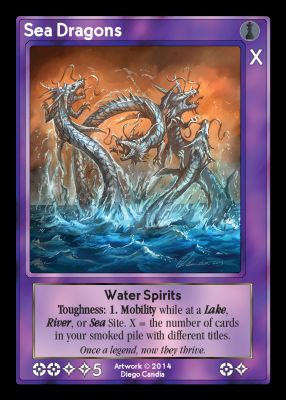 Sea Dragons
X
Water Spirits
Toughness: 1. Mobility while at a Lake,
River, or Sea Site. X = the number of cards
in your smoked pile with different titles.
Once a legend, now they thrive.
5
Artwork © 2014
Diego Candia